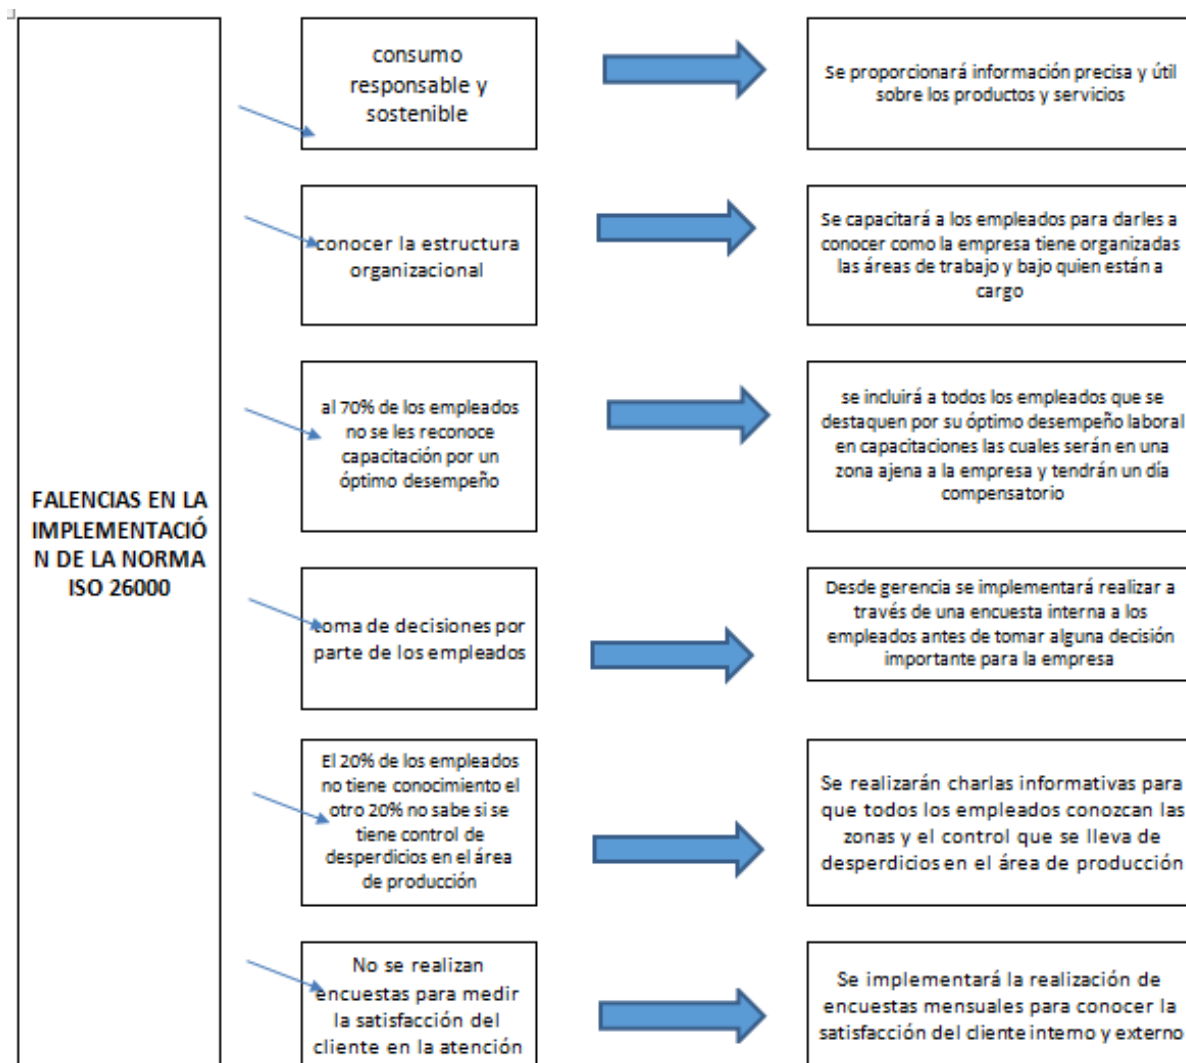 FALENCIAS EN LA
IMPLEMENTACIÓ
N DE LA NORMA
ISO 26000
consumo
responsable y
sostenible
Se proporcionará información precisa y útil
sobre los productos y servicios
conocer la estructura
organizacional
Se capacitará a los empleados para darles a
conocer como la empresa tiene organizadas
las áreas de trabajo y bajo quien están a
cargo
al 70% de los empleados
no se les reconoce
capacitación por un
óptimo desempeño
se incluirá a todos los empleados que se
destaquen por su óptimo desempeño laboral
en capacitaciones las cuales serán en una
zona ajena a la empresa y tendrán un día
compensatorio
toma de decisiones por
parte de los empleados
Desde gerencia se implementará realizar a
través de una encuesta interna a los
empleados antes de tomar alguna decisión
importante para la empresa
El 20% de los empleados
no tiene conocimiento el
otro 20% no sabe si se
tiene control de
desperdicios en el área
de producción
Se realizarán charlas informativas para
que todos los empleados conozcan las
zonas y el control que se lleva de
desperdicios en el área de producción
No se realizan
encuestas para medir
la satisfacción del
cliente en la atención
Se implementará la realización de
encuestas mensuales para conocer la
satisfacción del cliente interno y externo